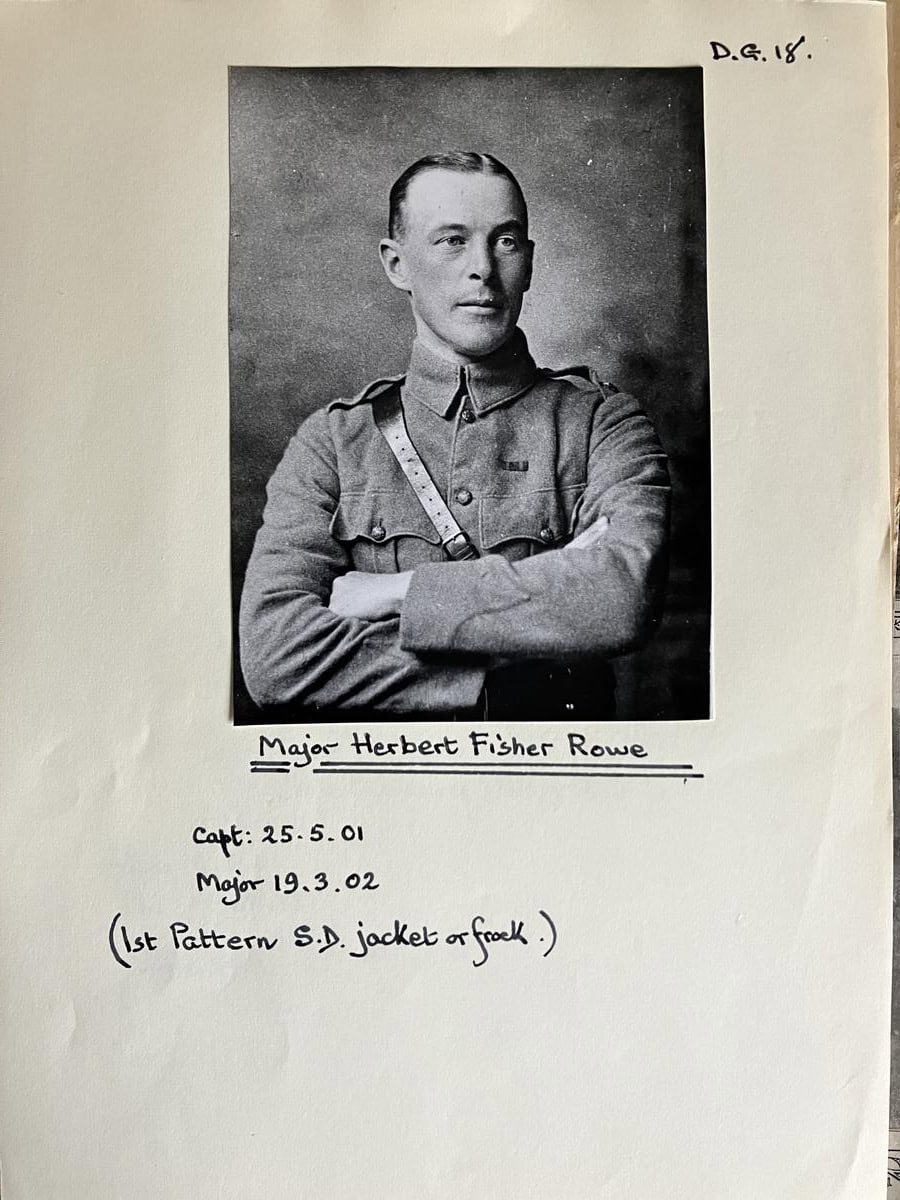 D.G. 18.
Major Herbert Fisher Rowe
Capt: 25.5.01
Major 19.3.02
(1st Pattern S.D. jacket or frock.)